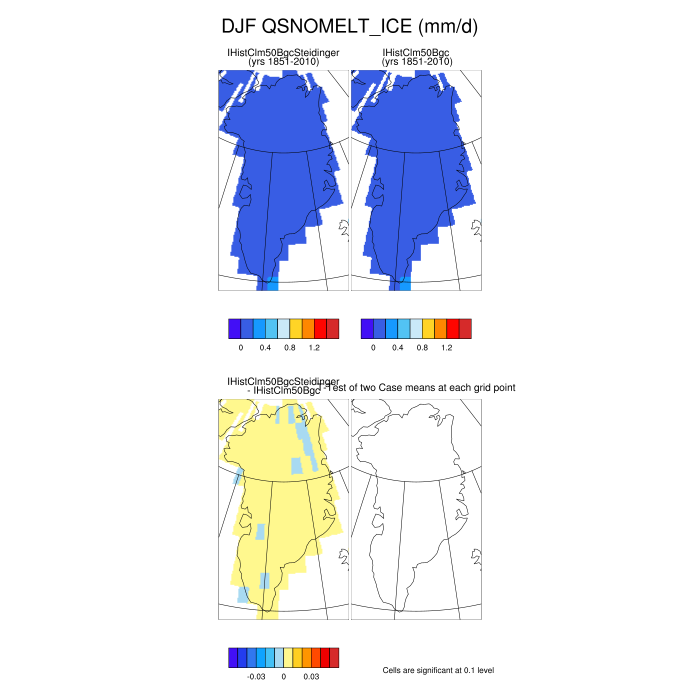 DJF QSNOMELT_ICE (mm/d)
IHistClm50BgcSteidinger
(yrs 1851-2010)
IHistClm50Bgc
(yrs 1851-2010)
0 0.4 0.8 1.2
0 0.4 0.8 1.2
IHistClm50BgcSteidinger
- IHistClm50Bgc
T-Test of two Case means at each grid point
-0.03 0 0.03
Cells are significant at 0.1 level